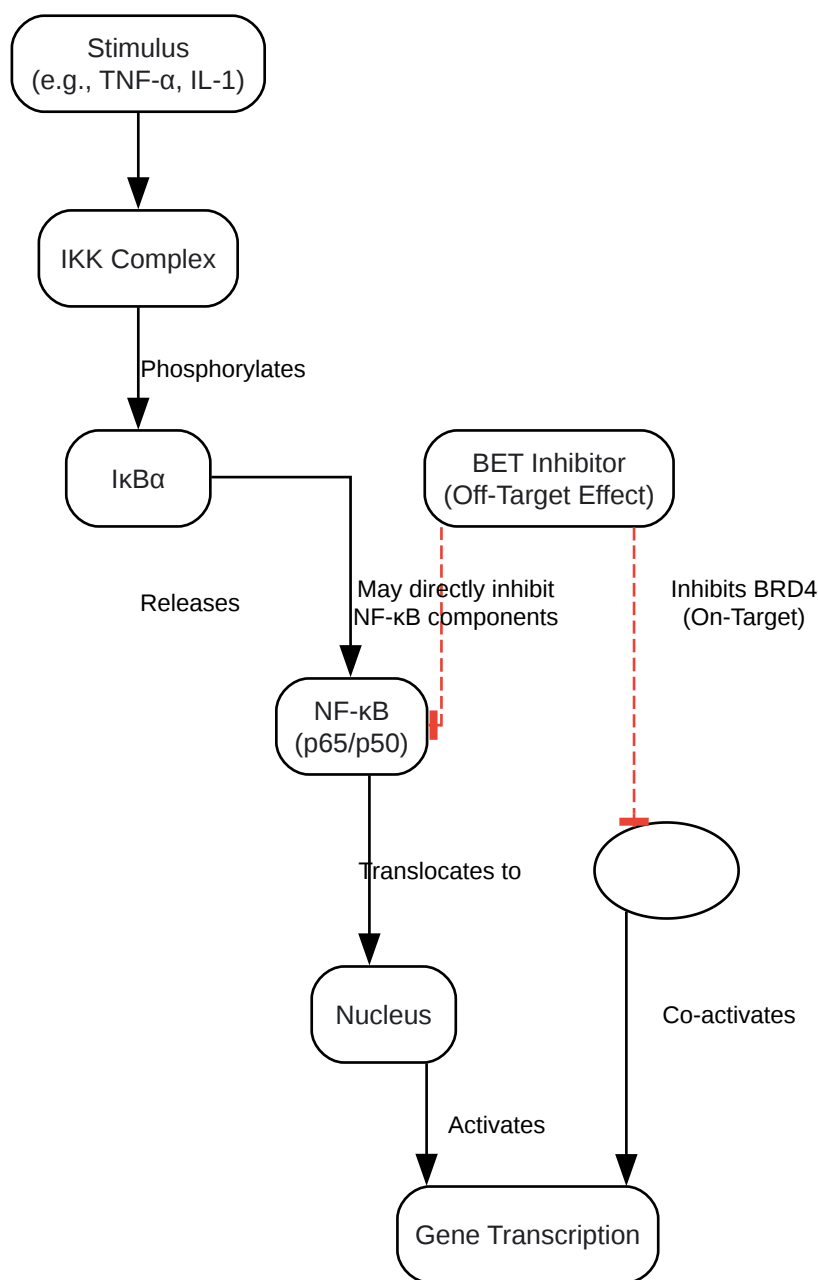 Stimulus
(e.g., TNF-α, IL-1)
IKK Complex
Phosphorylates
IκBα
BET Inhibitor
(Off-Target Effect)
Releases
May directly inhibit
NF-κB components
Inhibits BRD4
(On-Target)
NF-κB
(p65/p50)
Translocates to
Nucleus
Co-activates
Activates
Gene Transcription